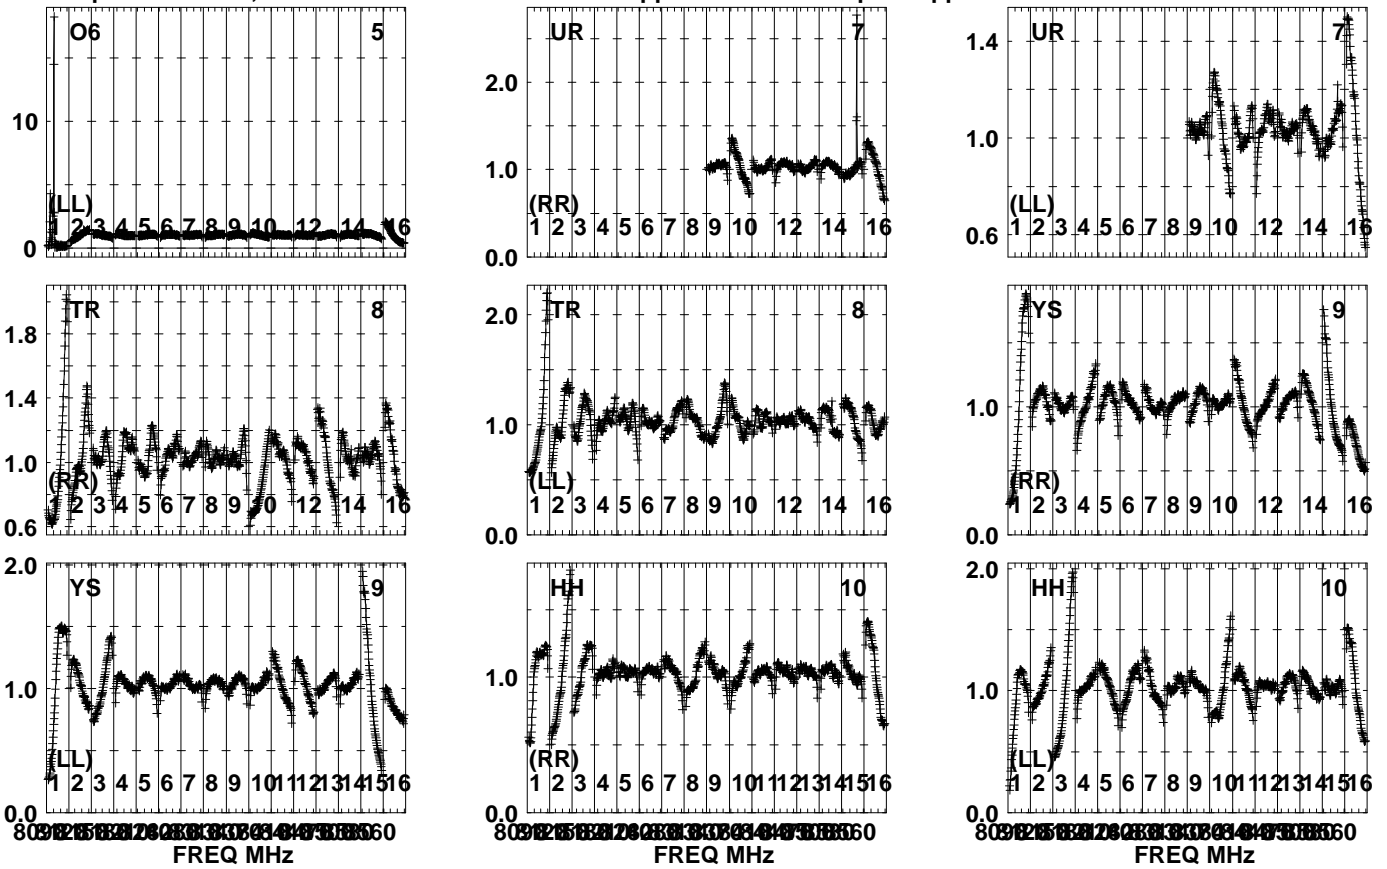 O6 5
10
(LL)
1 2 3 4 5 6 7 8 9 10 12 14 16
0
UR 7
2.0
1.0
(RR)
1 2 3 4 5 6 7 8 9 10 12 14 16
0.0
UR 7
1.4
1.0
(LL)
1 2 3 4 5 6 7 8 9 10 12 14 16
0.6
TR 8
1.8
1.4
1.0
(RR)
2 3 4 5 6 7 8 9 10 12 14 16
0.6
TR 8
2.0
1.0
(LL)
1 2 3 4 5 6 7 8 9 10 12 14 16
0.0
YS 9
1.0
(RR)
1 2 3 4 5 6 7 8 9 10 12 14 16
0.0
YS 9
2.0
1.0
(LL)
1 2 3 4 5 6 7 8 9 10 11 12 13 14 15 16
0.0
FREQ MHz
HH 10
1.0
(RR)
1 2 3 4 5 6 7 8 9 10 11 12 13 14 15 16
0.0
FREQ MHz
HH 10
2.0
1.0
(LL)
1 2 3 4 5 6 7 8 9 10 11 12 13 14 15 16
0.0
FREQ MHz